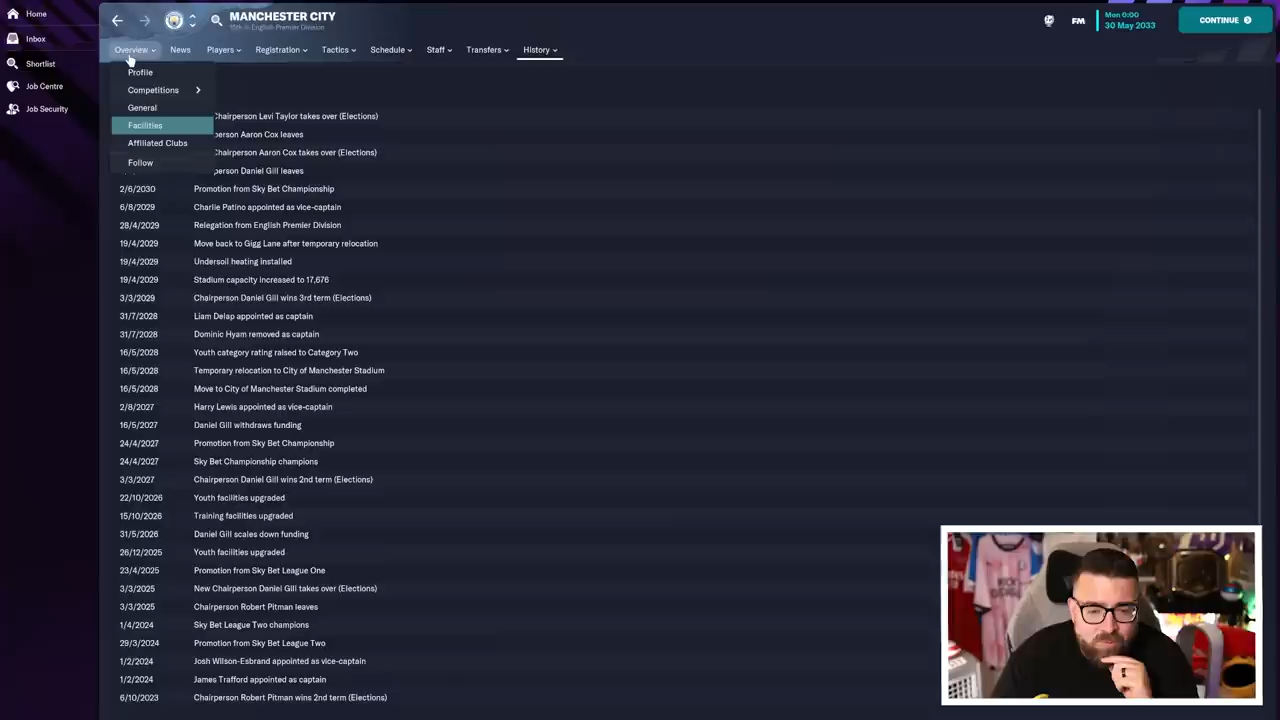 Home
Inbox
Shortlist
Job Centre
Job Security
MANCHESTER CITY
English Premier Division
FM
Mon 0:00
30 May 2033
CONTINUE
Overview
News
Players
Registration
Tactics
Schedule
Staff
Transfers
History
Profile
Competitions
General
Facilities
Affiliated Clubs
Follow
Chairperson Levi Taylor takes over (Elections)
person Aaron Cox leaves
Chairperson Aaron Cox takes over (Elections)
person Daniel Gill leaves
2/6/2030 Promotion from Sky Bet Championship
6/8/2029 Charlie Patino appointed as vice-captain
28/4/2029 Relegation from English Premier Division
19/4/2029 Move back to Gigg Lane after temporary relocation
19/4/2029 Undersoil heating installed
19/4/2029 Stadium capacity increased to 17,676
3/3/2029 Chairperson Daniel Gill wins 3rd term (Elections)
31/7/2028 Liam Delap appointed as captain
31/7/2028 Dominic Hyam removed as captain
16/5/2028 Youth category rating raised to Category Two
16/5/2028 Temporary relocation to City of Manchester Stadium
16/5/2028 Move to City of Manchester Stadium completed
2/8/2027 Harry Lewis appointed as vice-captain
16/5/2027 Daniel Gill withdraws funding
24/4/2027 Promotion from Sky Bet Championship
24/4/2027 Sky Bet Championship champions
3/3/2027 Chairperson Daniel Gill wins 2nd term (Elections)
22/10/2026 Youth facilities upgraded
15/10/2026 Training facilities upgraded
31/5/2026 Daniel Gill scales down funding
26/12/2025 Youth facilities upgraded
23/4/2025 Promotion from Sky Bet League One
3/3/2025 New Chairperson Daniel Gill takes over (Elections)
3/3/2025 Chairperson Robert Pitman leaves
1/4/2024 Sky Bet League Two champions
29/3/2024 Promotion from Sky Bet League Two
1/2/2024 Josh Wilson-Esbrand appointed as vice-captain
1/2/2024 James Trafford appointed as captain
6/10/2023 Chairperson Robert Pitman wins 2nd term (Elections)